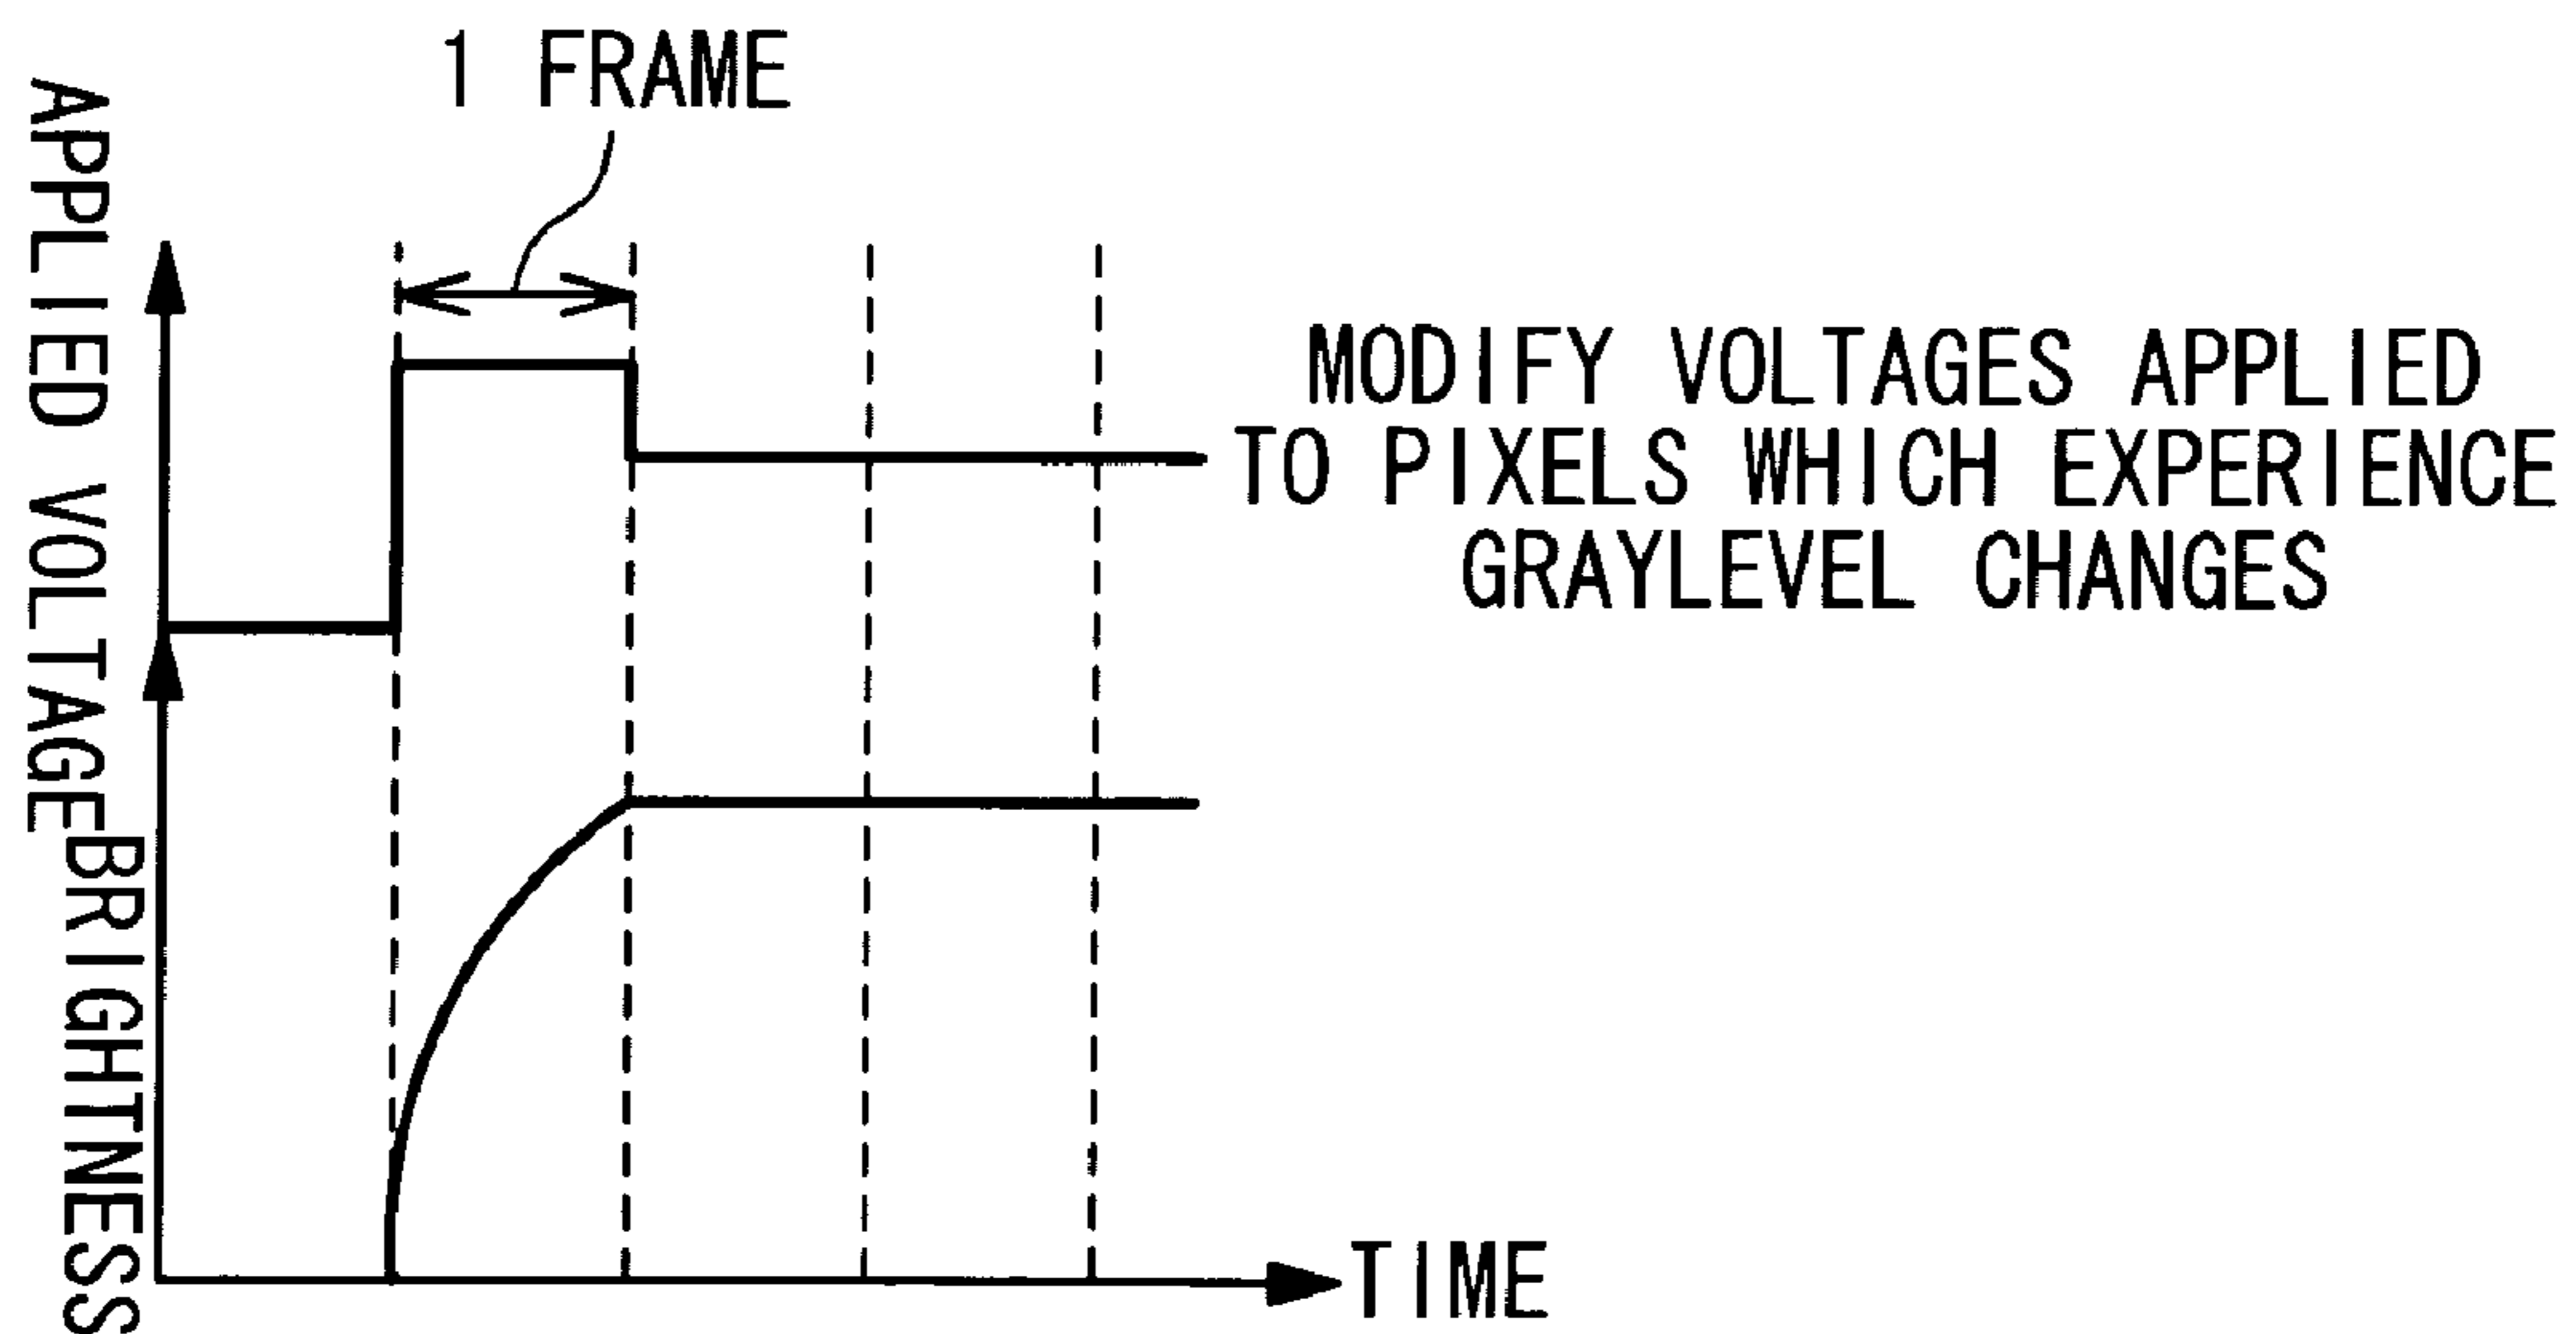 1 FRAME
APPLIED VOLTAGE
MODIFY VOLTAGES APPLIED
TO PIXELS WHICH EXPERIENCE
GRAYLEVEL CHANGES
BRIGHTNESS
TIME